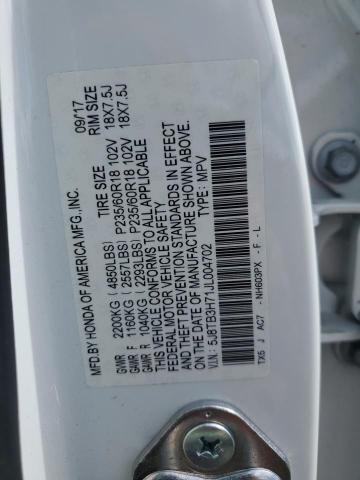 MFD.BY HONDA OF AMERICA MFG.,INC. 09/17
TIRE SIZE RIM SIZE
GVWR 2200KG ( 4850LBS) P235/60R18 102V 18X7.5J
GAWR F 1160KG ( 2557LBS) P235/60R18 102V 18X7.5J
GAWR R 1040KG ( 2293LBS)
THIS VEHICLE CONFORMS TO ALL APPLICABLE
FEDERAL MOTOR VEHICLE SAFETY, BUMPER,
AND THEFT PREVENTION STANDARDS IN EFFECT
ON THE DATE OF MANUFACTURE SHOWN ABOVE.
V.I.N.: 5J8TB3H71JL004702 TYPE: MPV
TX5 J AC7 - NH603PX - F - L